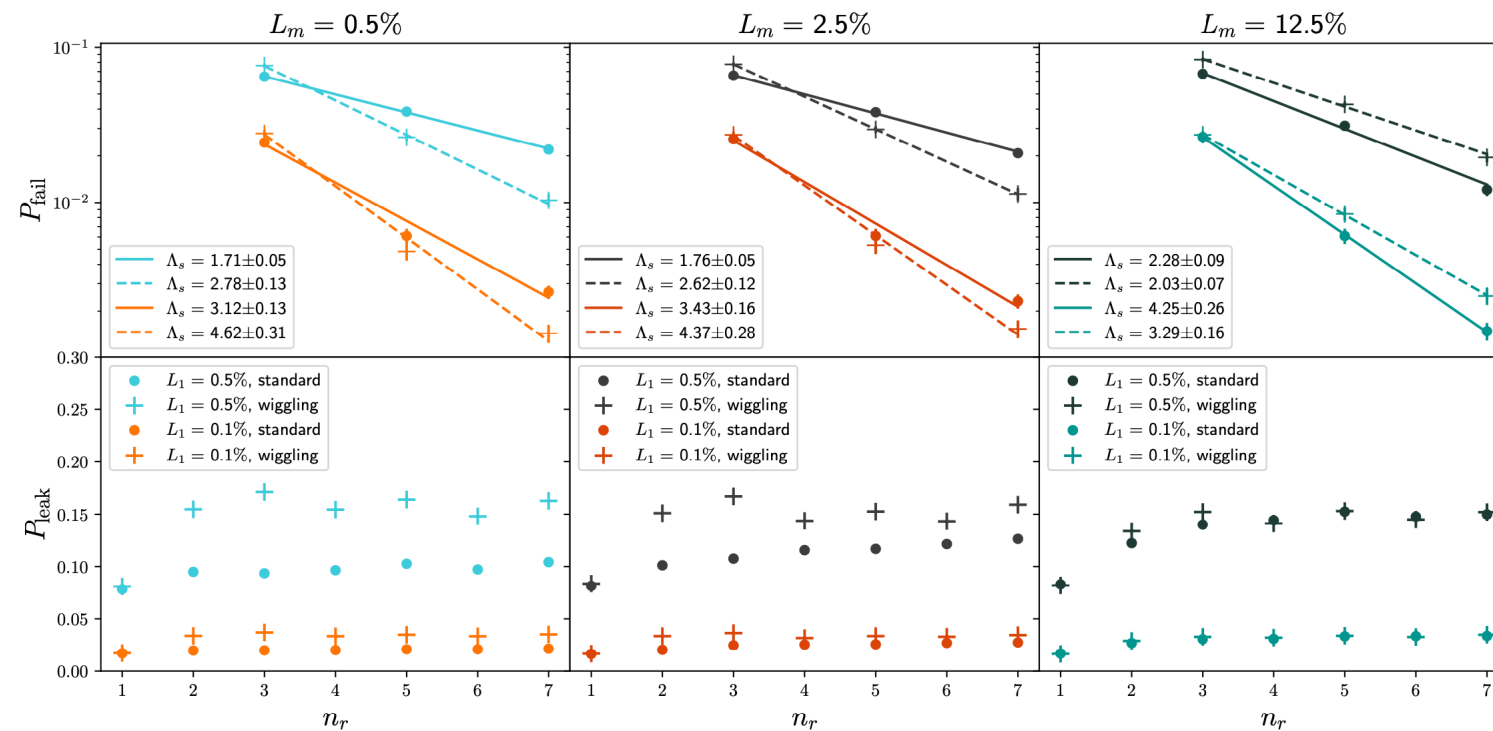 L_m = 0.5%
L_m = 2.5%
L_m = 12.5%
P_fail
10^−1
10^−2
Λ_s = 1.71±0.05
Λ_s = 2.78±0.13
Λ_s = 3.12±0.13
Λ_s = 4.62±0.31
Λ_s = 1.76±0.05
Λ_s = 2.62±0.12
Λ_s = 3.43±0.16
Λ_s = 4.37±0.28
Λ_s = 2.28±0.09
Λ_s = 2.03±0.07
Λ_s = 4.25±0.26
Λ_s = 3.29±0.16
P_leak
0.30
0.25
0.20
0.15
0.10
0.05
0.00
L_1 = 0.5%, standard
L_1 = 0.5%, wiggling
L_1 = 0.1%, standard
L_1 = 0.1%, wiggling
L_1 = 0.5%, standard
L_1 = 0.5%, wiggling
L_1 = 0.1%, standard
L_1 = 0.1%, wiggling
L_1 = 0.5%, standard
L_1 = 0.5%, wiggling
L_1 = 0.1%, standard
L_1 = 0.1%, wiggling
1 2 3 4 5 6 7
1 2 3 4 5 6 7
1 2 3 4 5 6 7
n_r
n_r
n_r